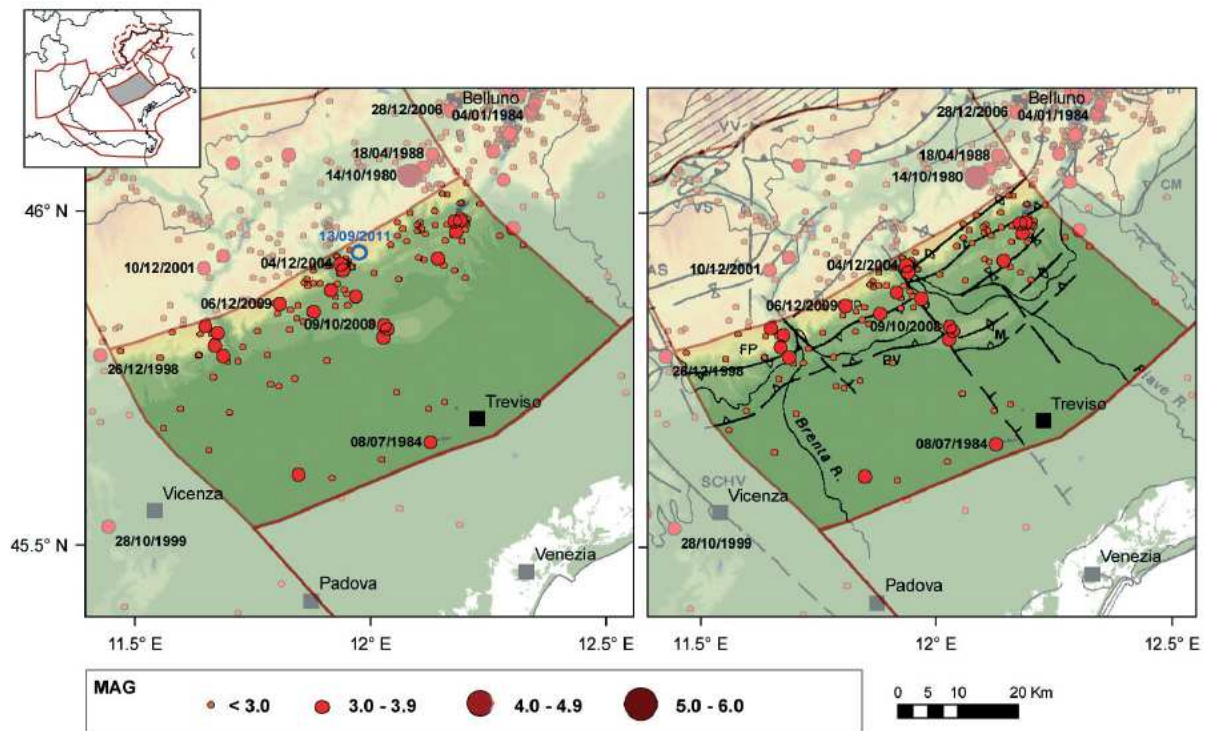 28/12/2006
Belluno
04/01/1984
18/04/1988
14/10/1980
46° N
13/09/2011
10/12/2001
04/12/2004
06/12/2009
09/10/2008
26/12/1998
Treviso
08/07/1984
Vicenza
45.5° N
28/10/1999
Venezia
Padova
11.5° E
12° E
12.5° E
28/12/2006
Belluno
04/01/1984
VV
18/04/1988
14/10/1980
CM
VS
AS
10/12/2001
04/12/2004
06/12/2009
09/10/2008
M
FP
BV
26/12/1998
Piave R.
Treviso
Brenta R.
08/07/1984
SCHV
Vicenza
28/10/1999
Venezia
Padova
11.5° E
12° E
12.5° E
MAG
< 3.0
3.0 - 3.9
4.0 - 4.9
5.0 - 6.0
0 5 10 20 Km